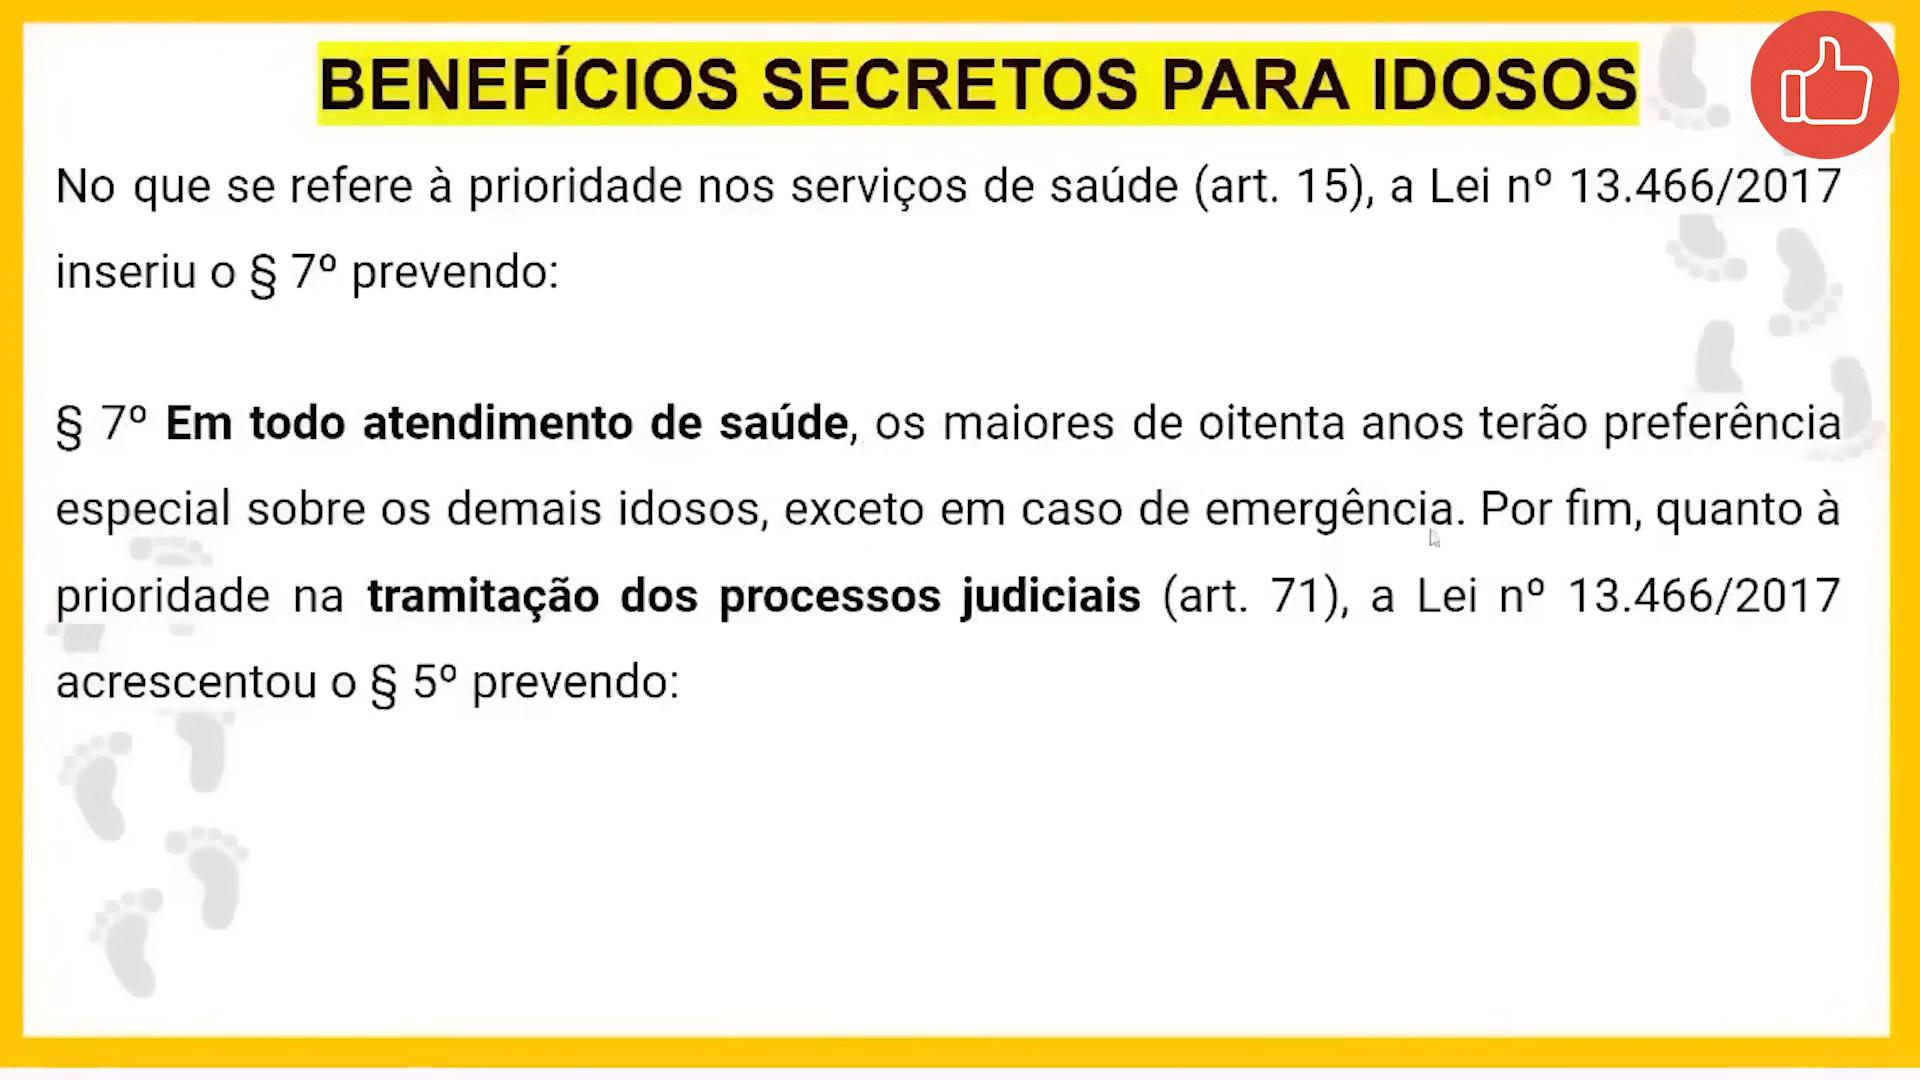 BENEFÍCIOS SECRETOS PARA IDOSOS
No que se refere à prioridade nos serviços de saúde (art. 15), a Lei nº 13.466/2017
inseriu o § 7º prevendo:
§ 7º Em todo atendimento de saúde, os maiores de oitenta anos terão preferência
especial sobre os demais idosos, exceto em caso de emergência. Por fim, quanto à
prioridade na tramitação dos processos judiciais (art. 71), a Lei nº 13.466/2017
acrescentou o § 5º prevendo: